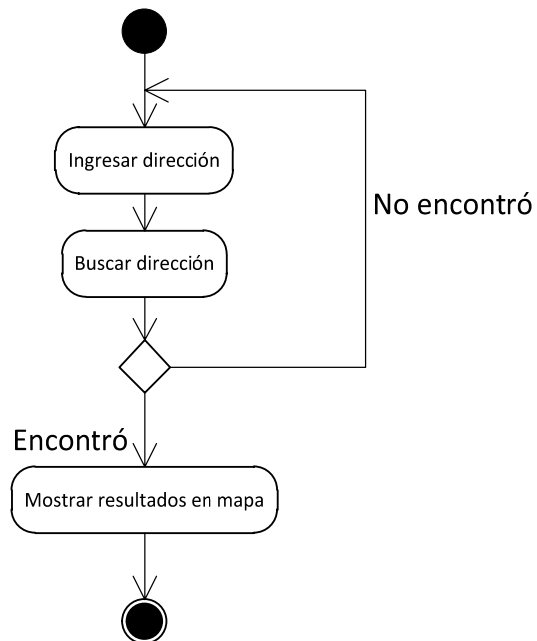 Ingresar dirección
No encontró
Buscar dirección
Encontró
Mostrar resultados en mapa